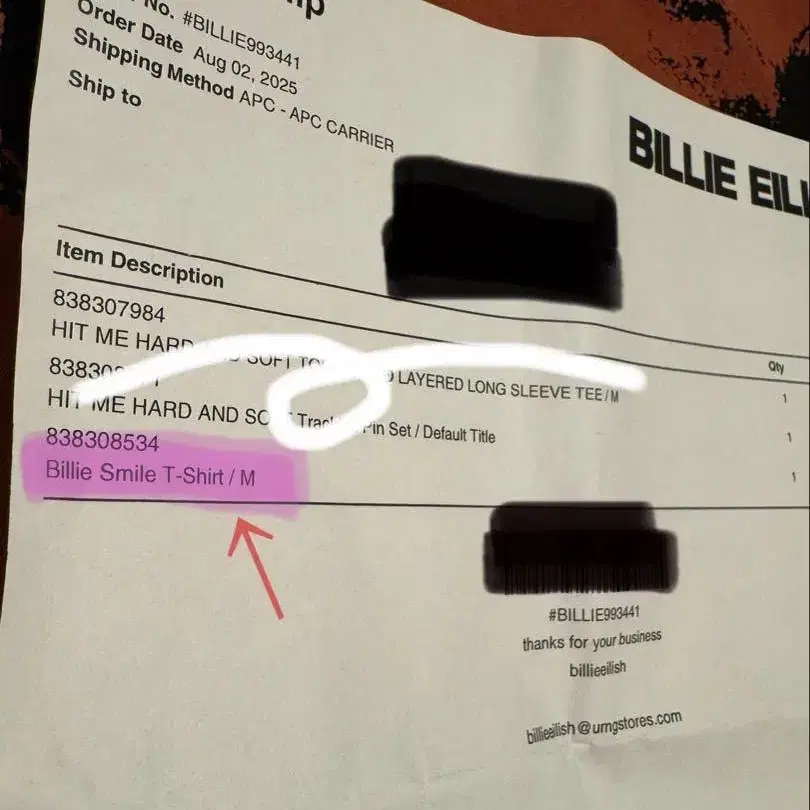 No. #BILLIE993441
Order Date Aug 02, 2025
Shipping Method APC - APC CARRIER
Ship to
BILLIE
Item Description
Qty
838307984
HIT ME HARD SOFT LAYERED LONG SLEEVE TEE / M 1
HIT ME HARD AND Pin Set / Default Title 1
838308534
Billie Smile T-Shirt / M 1
#BILLIE993441
thanks for your business
billieeilish
billieeilish@umgstores.com